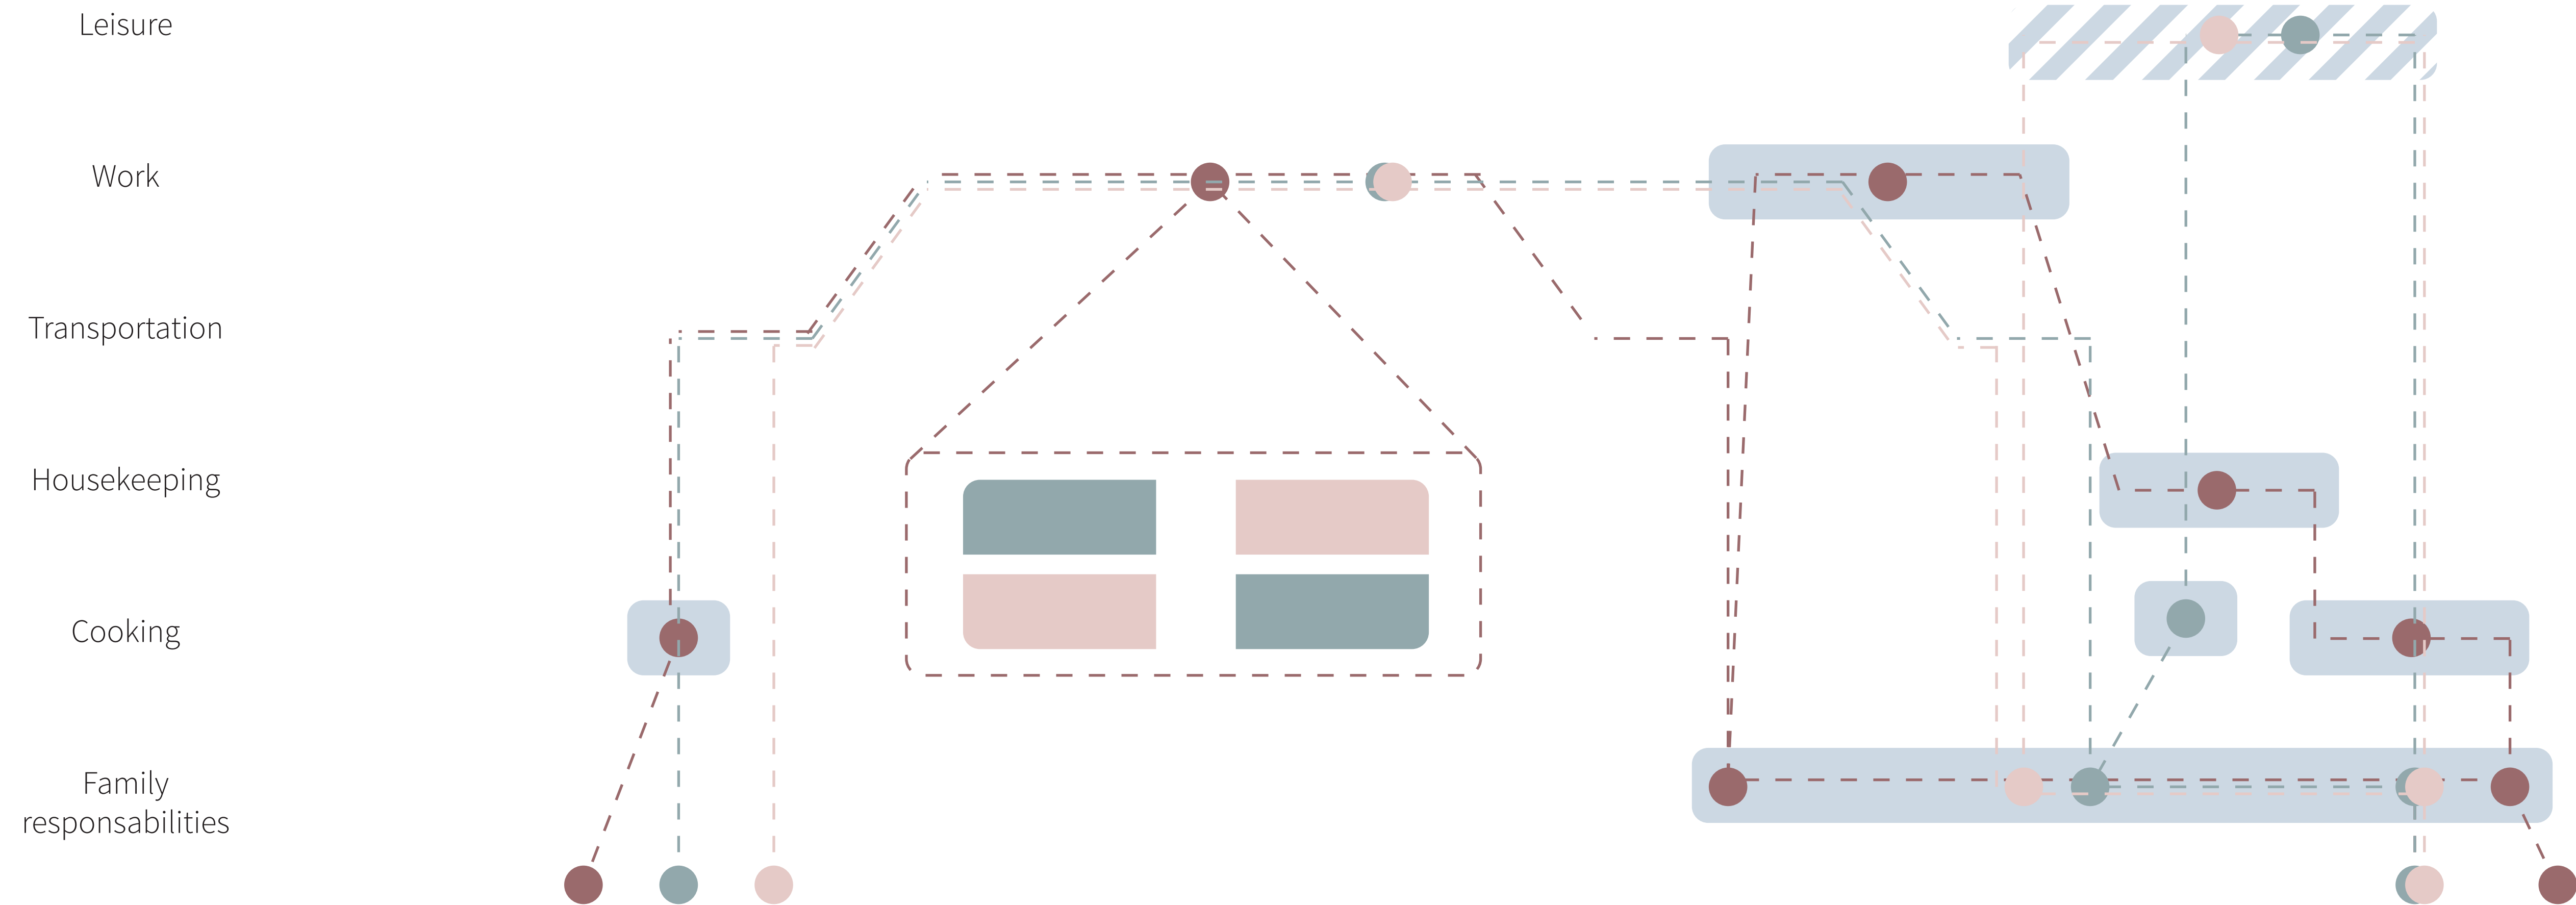 Leisure
Work
Transportation
Housekeeping
Cooking
Family
responsabilities